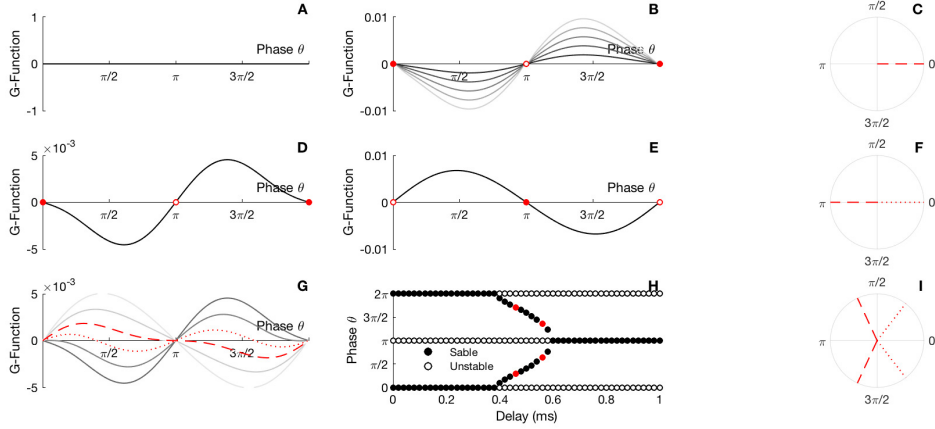 A
G-Function
1
0
-1
Phase θ
π/2
π
3π/2
B
G-Function
0.01
0
-0.01
Phase θ
π/2
π
3π/2
C
π/2
π
0
3π/2
D
G-Function
×10⁻³
5
0
-5
Phase θ
π/2
π
3π/2
E
G-Function
0.01
0
-0.01
Phase θ
π/2
π
3π/2
F
π/2
π
0
3π/2
G
G-Function
×10⁻³
5
0
-5
Phase θ
π/2
π
3π/2
H
Phase θ
2π
3π/2
π
π/2
0
Sable
Unstable
0
0.2
0.4
0.6
0.8
1
Delay (ms)
I
π/2
π
0
3π/2